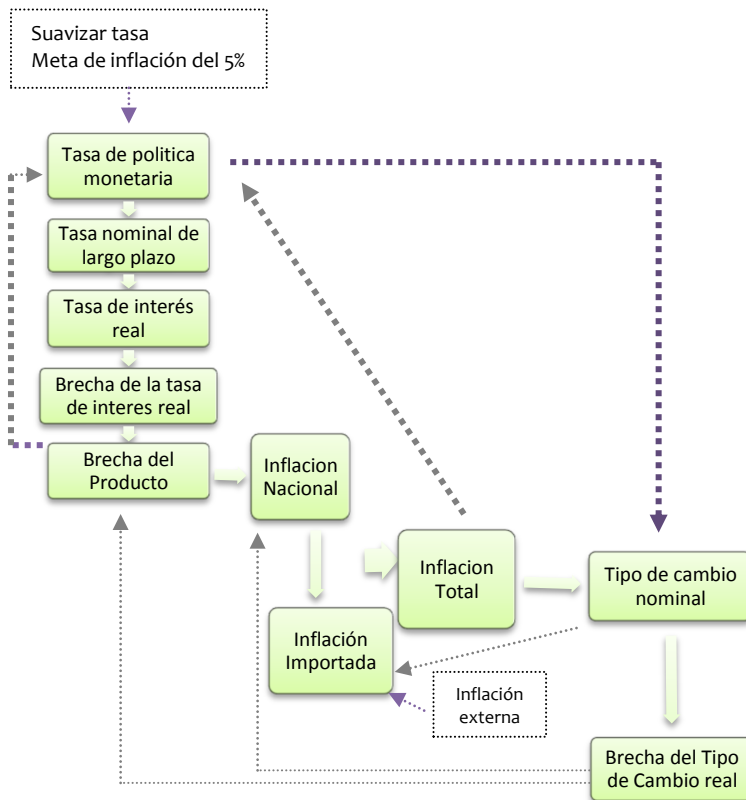 Suavizar tasa
Meta de inflación del 5%
Tasa de politica
monetaria
Tasa nominal de
largo plazo
Tasa de interés
real
Brecha de la tasa
de interes real
Brecha del
Producto
Inflacion
Nacional
Inflacion
Total
Tipo de cambio
nominal
Inflación
Importada
Inflación
externa
Brecha del Tipo
de Cambio real